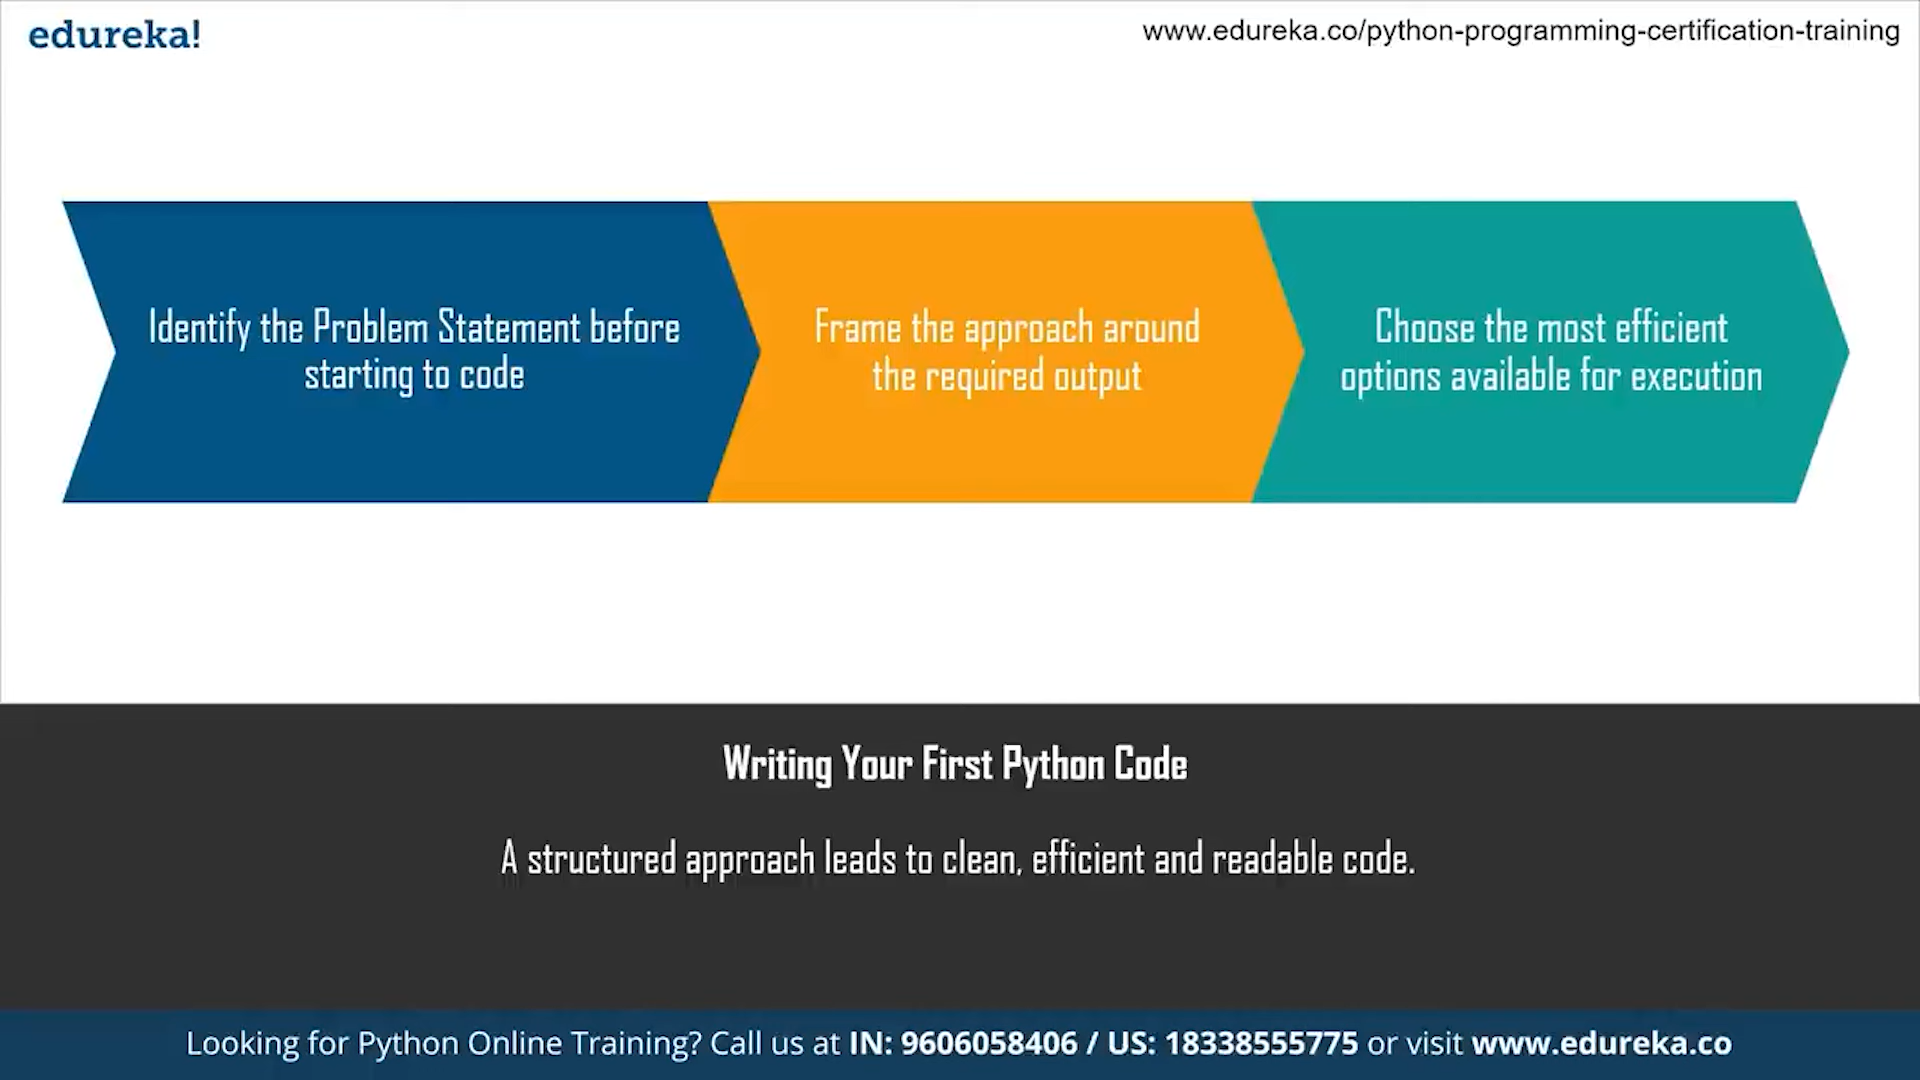 edureka!
www.edureka.co/python-programming-certification-training
Identify the Problem Statement before
starting to code
Frame the approach around
the required output
Choose the most efficient
options available for execution
Writing Your First Python Code
A structured approach leads to clean, efficient and readable code.
Looking for Python Online Training? Call us at IN: 9606058406 / US: 18338555775 or visit www.edureka.co